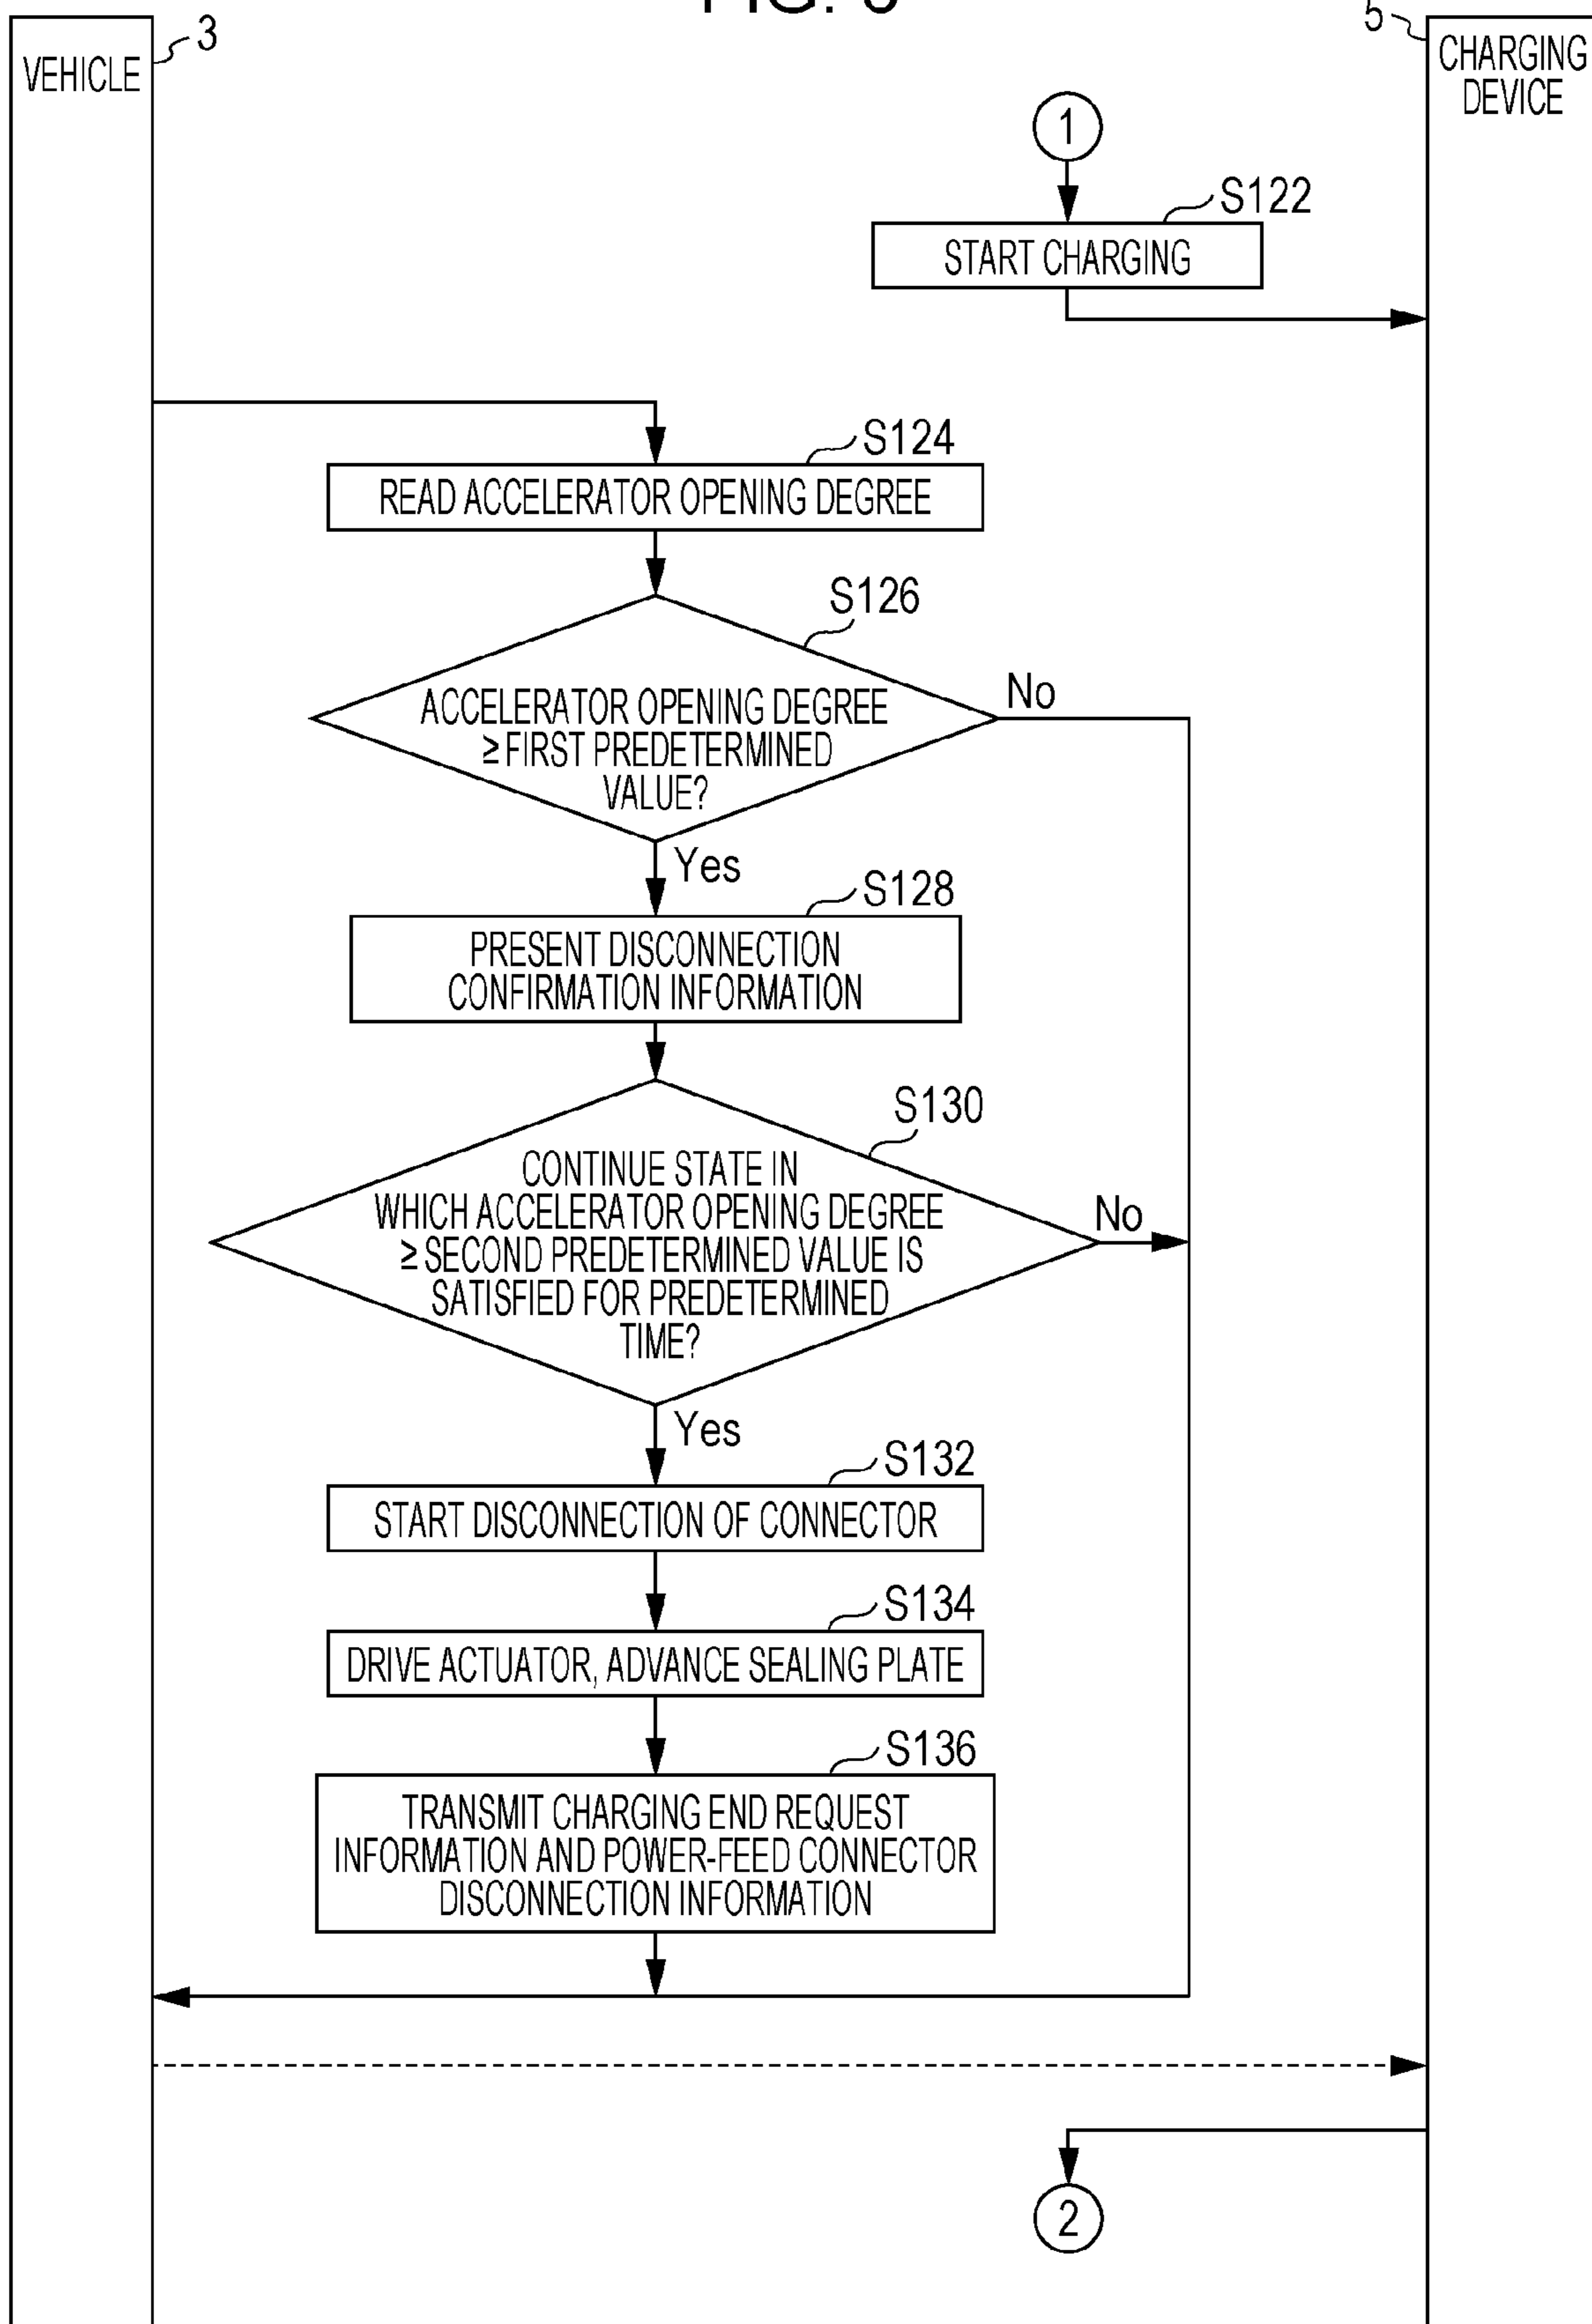 3
VEHICLE
5
CHARGING
DEVICE
1
S122
START CHARGING
S124
READ ACCELERATOR OPENING DEGREE
S126
ACCELERATOR OPENING DEGREE
≥ FIRST PREDETERMINED
VALUE?
No
Yes
S128
PRESENT DISCONNECTION
CONFIRMATION INFORMATION
S130
CONTINUE STATE IN
WHICH ACCELERATOR OPENING DEGREE
≥ SECOND PREDETERMINED VALUE IS
SATISFIED FOR PREDETERMINED
TIME?
No
Yes
S132
START DISCONNECTION OF CONNECTOR
S134
DRIVE ACTUATOR, ADVANCE SEALING PLATE
S136
TRANSMIT CHARGING END REQUEST
INFORMATION AND POWER-FEED CONNECTOR
DISCONNECTION INFORMATION
2